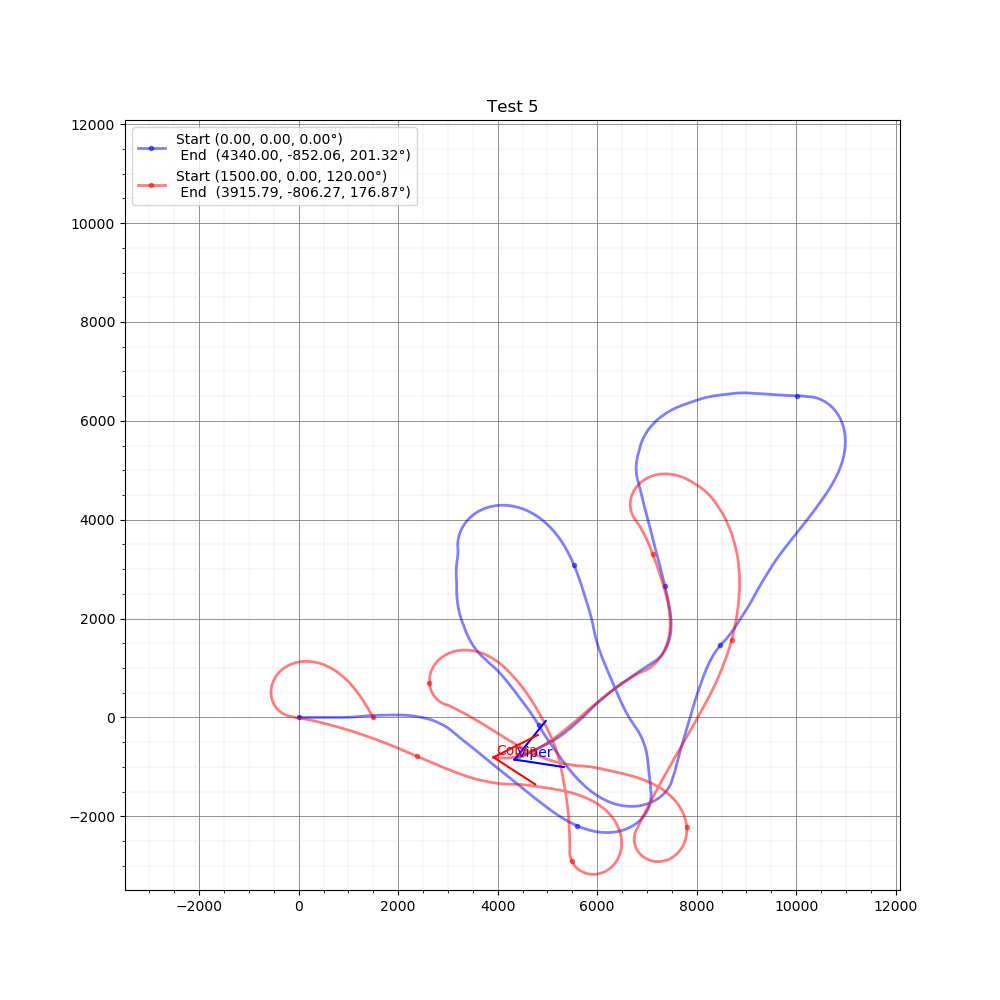 Test 5
Start (0.00, 0.00, 0.00°)
End (4340.00, -852.06, 201.32°)
Start (1500.00, 0.00, 120.00°)
End (3915.79, -806.27, 176.87°)
12000
10000
8000
6000
4000
2000
0
−2000
Viper
−2000 0 2000 4000 6000 8000 10000 12000